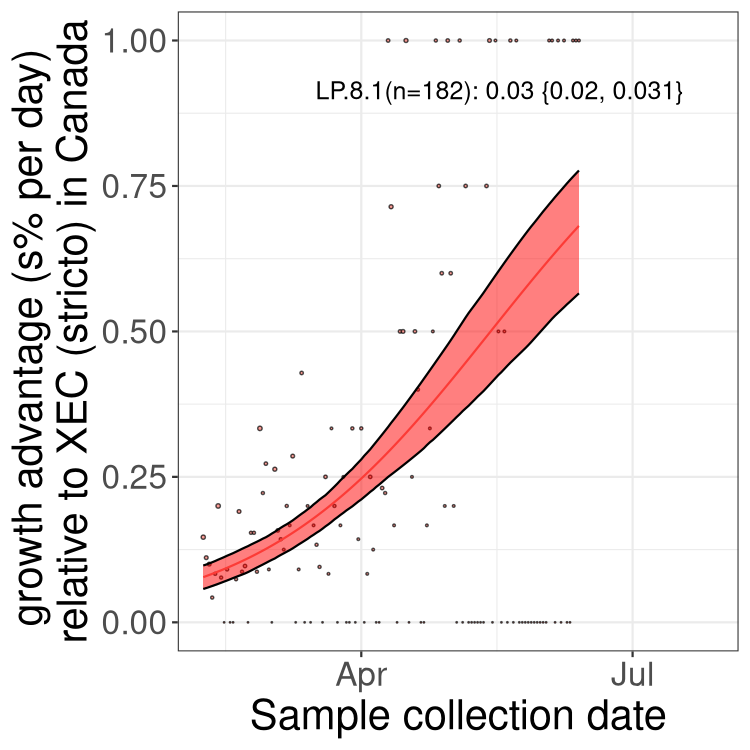 growth advantage (s% per day)
relative to XEC (stricto) in Canada
1.00
0.75
0.50
0.25
0.00
LP.8.1(n=182): 0.03 {0.02, 0.031}
Apr
Jul
Sample collection date